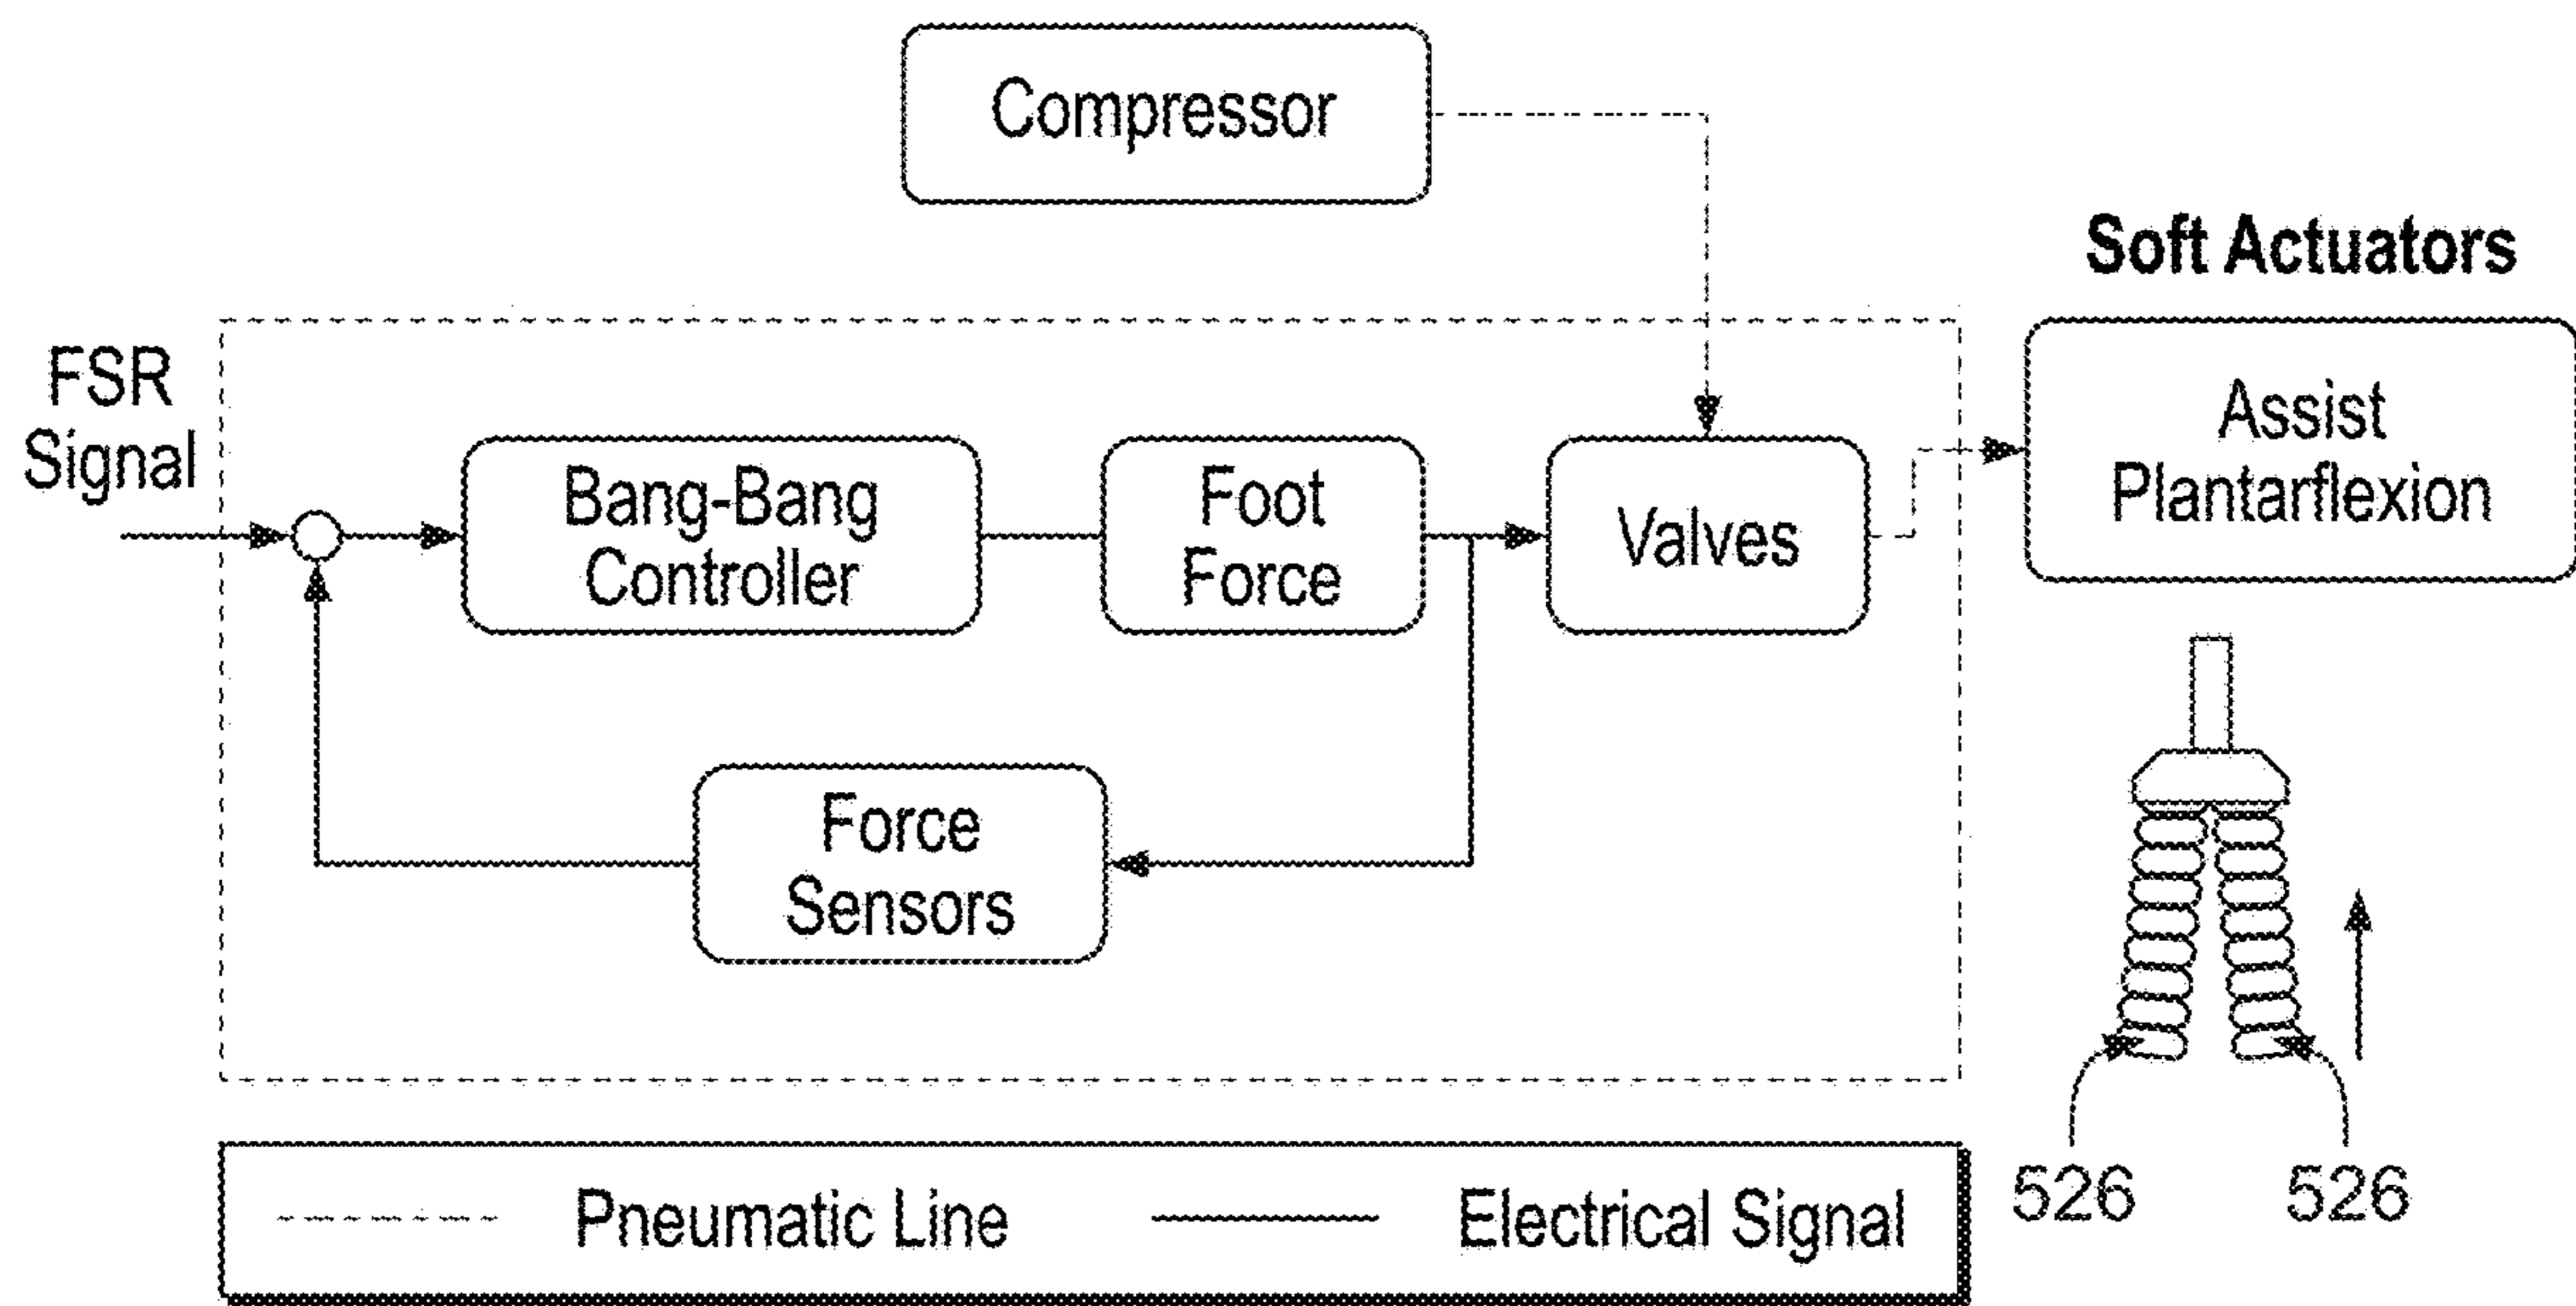 Compressor
Soft Actuators
FSR
Signal
Bang-Bang
Controller
Foot
Force
Valves
Assist
Plantarflexion
Force
Sensors
526
526
Pneumatic Line
Electrical Signal